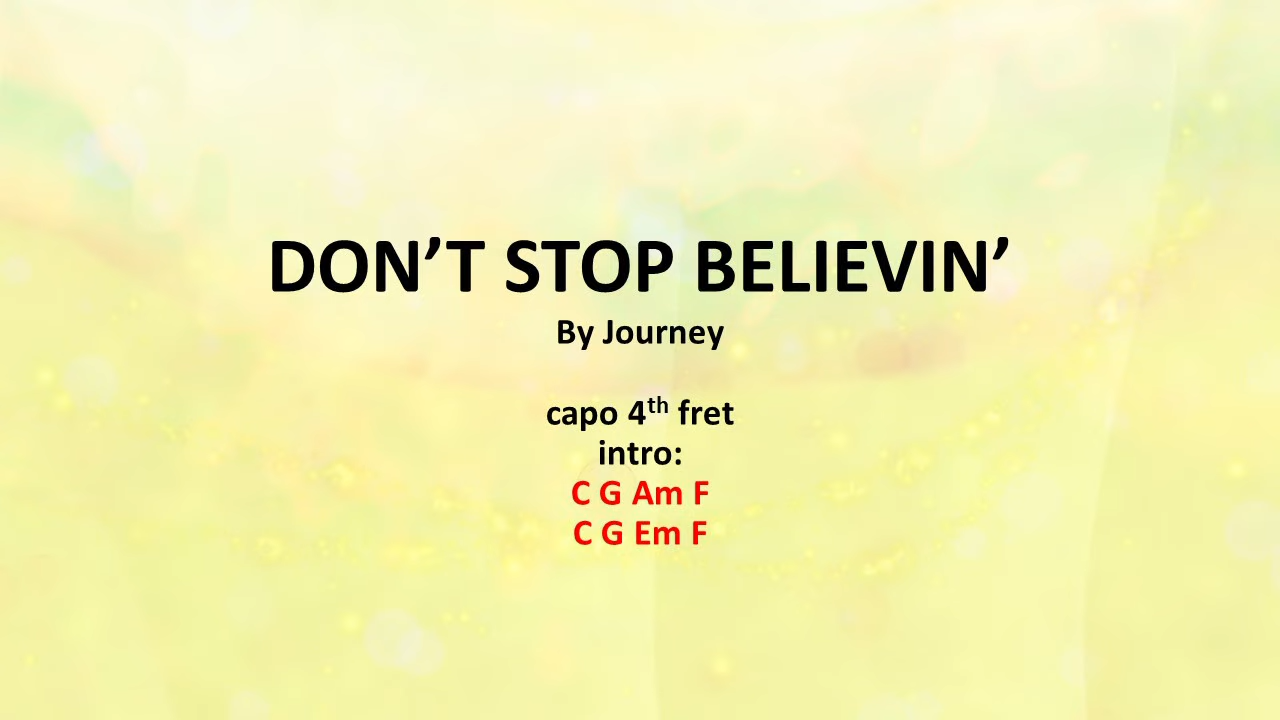 DON’T STOP BELIEVIN’
By Journey
capo 4th fret
intro:
C G Am F
C G Em F